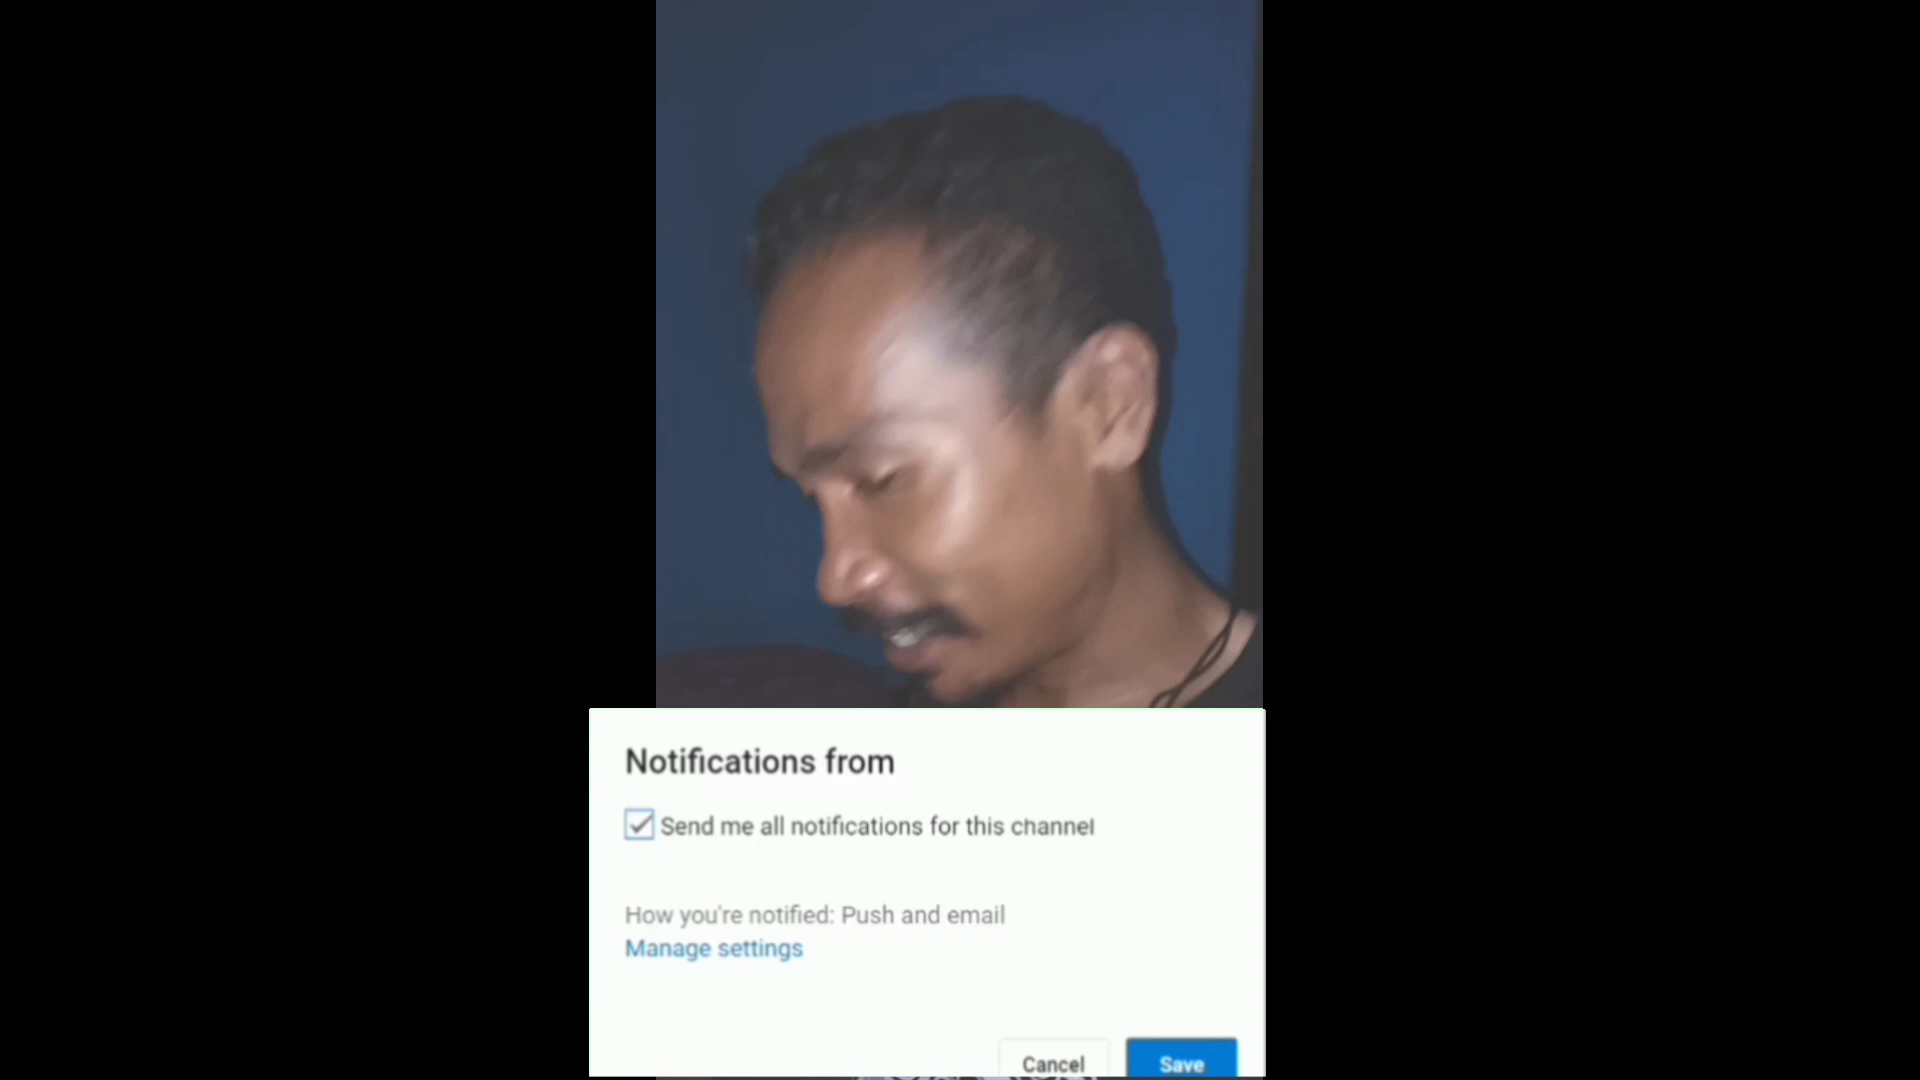 Notifications from
Send me all notifications for this channel
How you're notified: Push and email
Manage settings
Cancel
Save